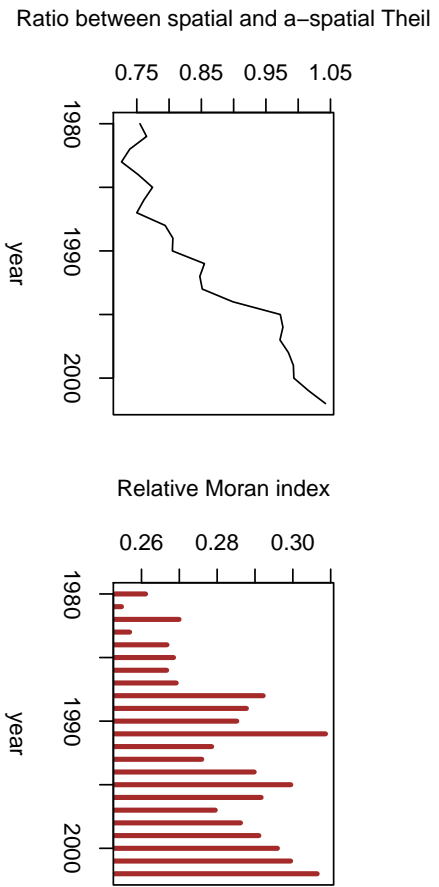 Ratio between spatial and a−spatial Theil
0.75 0.85 0.95 1.05
1980
1990
2000
year
Relative Moran index
0.26 0.28 0.30
1980
1990
2000
year